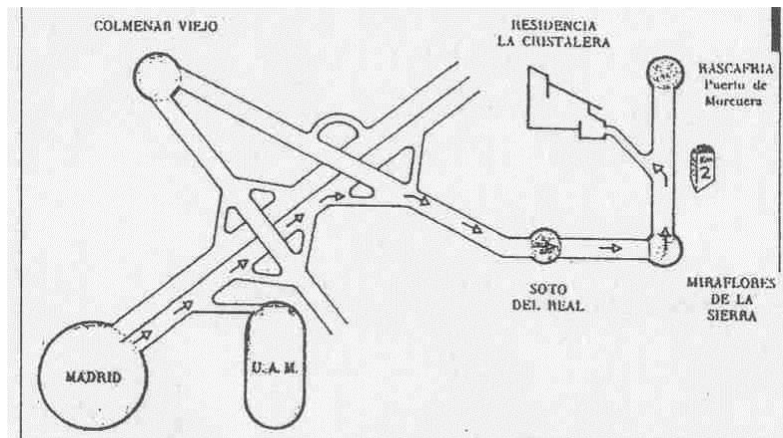 COLMENAR VIEJO
RESIDENCIA
LA CRISTALERA
RASCAFRIA
Puerto de
Morcuera
Km
2
SOTO
DEL REAL
MIRAFLORES
DE LA
SIERRA
MADRID
U.A.M.